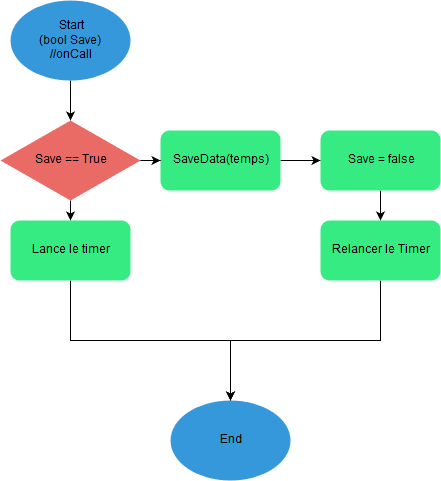 Start
(bool Save)
//onCall
Save == True
SaveData(temps)
Save = false
Lance le timer
Relancer le Timer
End